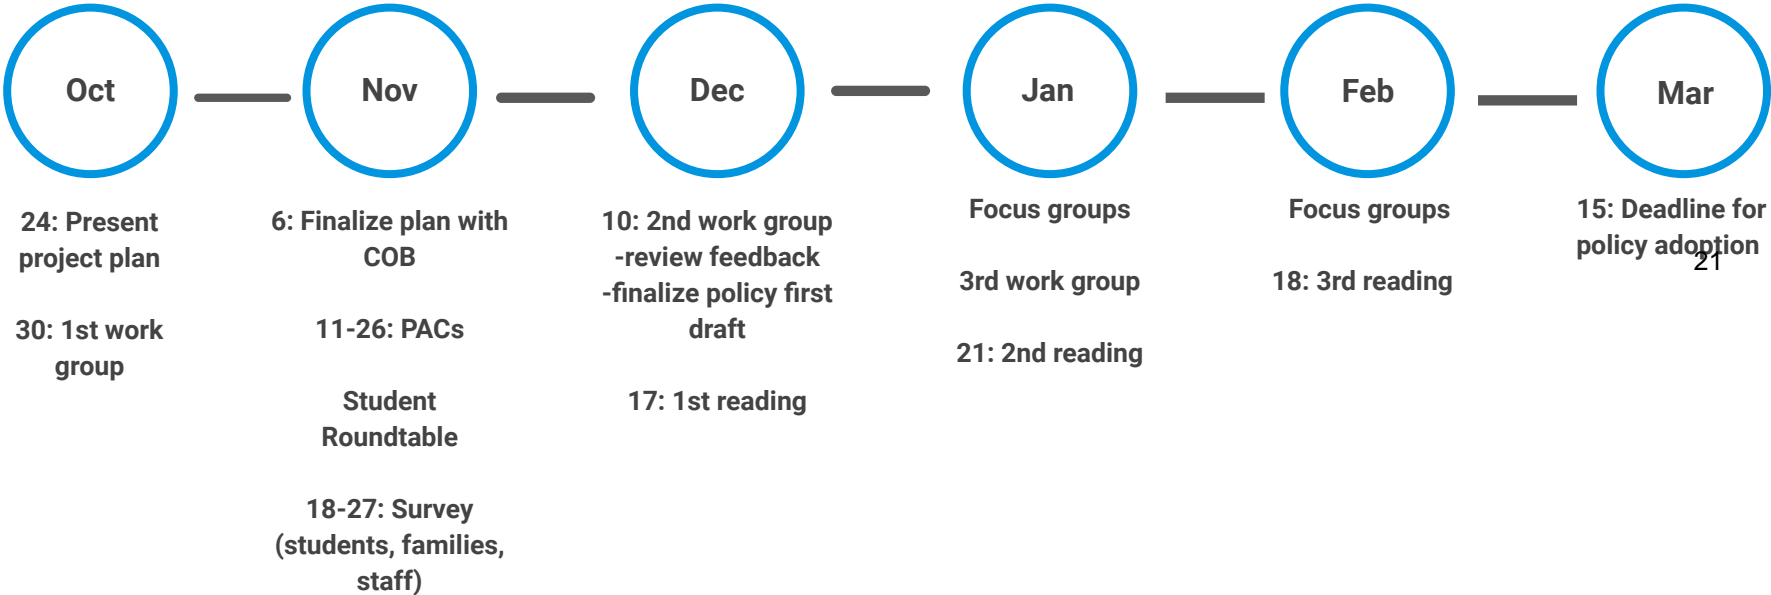 Oct
24: Present
project plan
30: 1st work
group
Nov
6: Finalize plan with
COB
11-26: PACs
Student
Roundtable
18-27: Survey
(students, families,
staff)
Dec
10: 2nd work group
-review feedback
-finalize policy first
draft
17: 1st reading
Jan
Focus groups
3rd work group
21: 2nd reading
Feb
Focus groups
18: 3rd reading
Mar
15: Deadline for
policy adoption
21